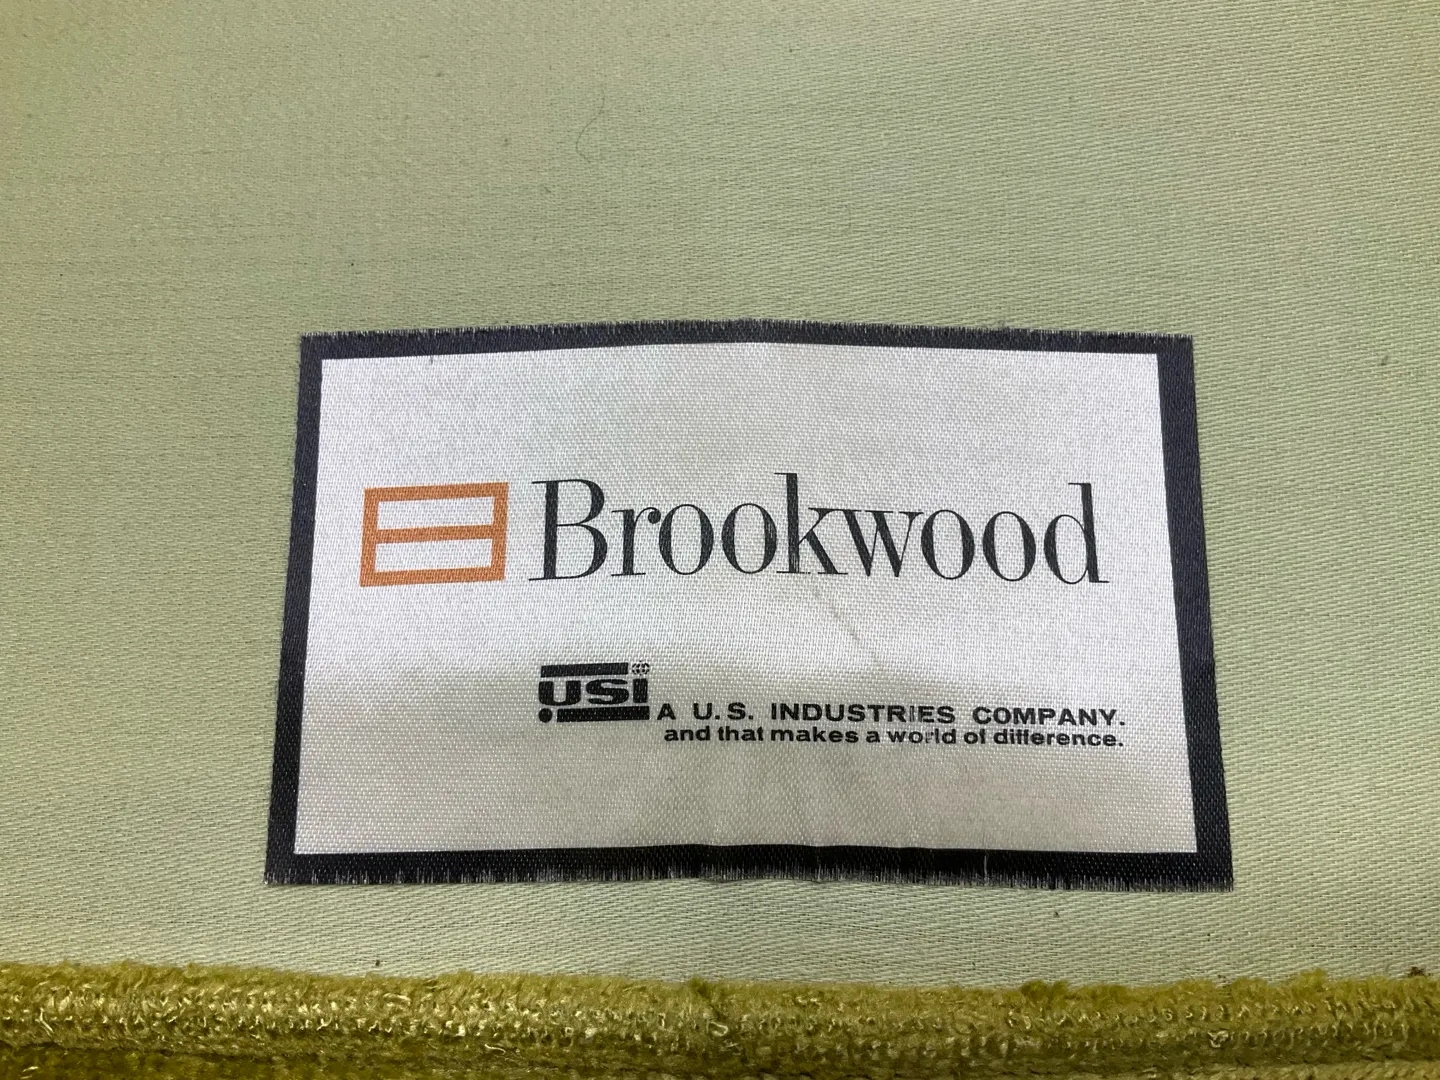 Brookwood
USi
A U.S. INDUSTRIES COMPANY.
and that makes a world of difference.